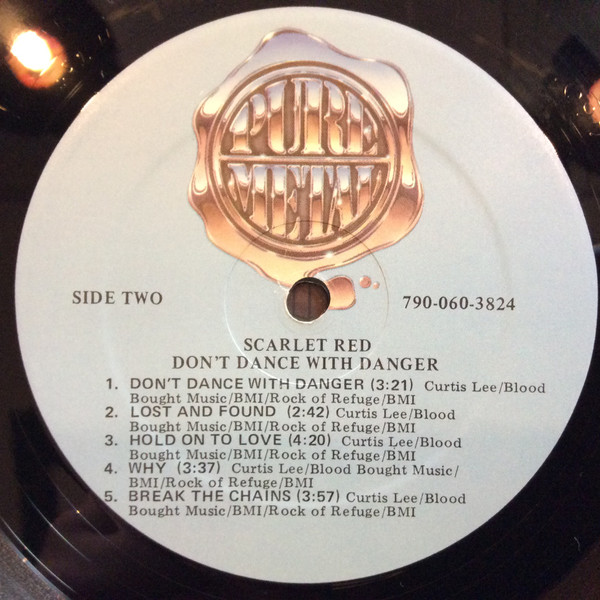 PURE
METAL
SIDE TWO
790-060-3824
SCARLET RED
DON'T DANCE WITH DANGER
1. DON'T DANCE WITH DANGER (3:21) Curtis Lee/Blood
Bought Music/BMI/Rock of Refuge/BMI
2. LOST AND FOUND (2:42) Curtis Lee/Blood
Bought Music/BMI/Rock of Refuge/BMI
3. HOLD ON TO LOVE (4:20) Curtis Lee/Blood
Bought Music/BMI/Rock of Refuge/BMI
4. WHY (3:37) Curtis Lee/Blood Bought Music/
BMI/Rock of Refuge/BMI
5. BREAK THE CHAINS (3:57) Curtis Lee/Blood
Bought Music/BMI/Rock of Refuge/BMI